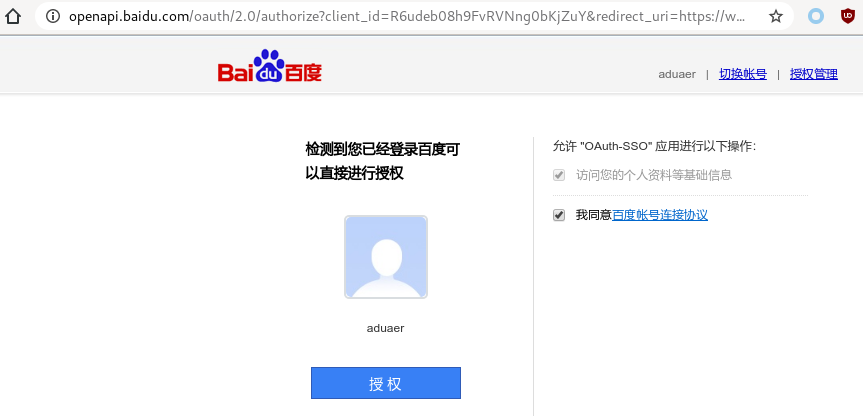 openapi.baidu.com/oauth/2.0/authorize?client_id=R6udeb08h9FvRVNng0bKjZuY&redirect_uri=https://w...
Bai du 百度
aduaer | 切换帐号 | 授权管理
检测到您已经登录百度可
以直接进行授权
aduaer
授 权
允许 "OAuth-SSO" 应用进行以下操作:
访问您的个人资料等基础信息
我同意百度帐号连接协议